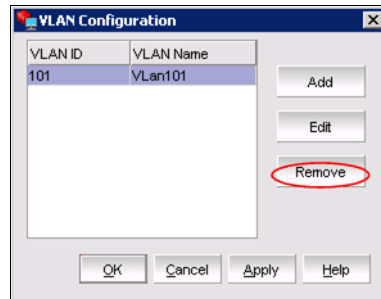 VLAN Configuration
VLAN ID VLAN Name
101 VLan101
Add
Edit
Remove
OK Cancel Apply Help